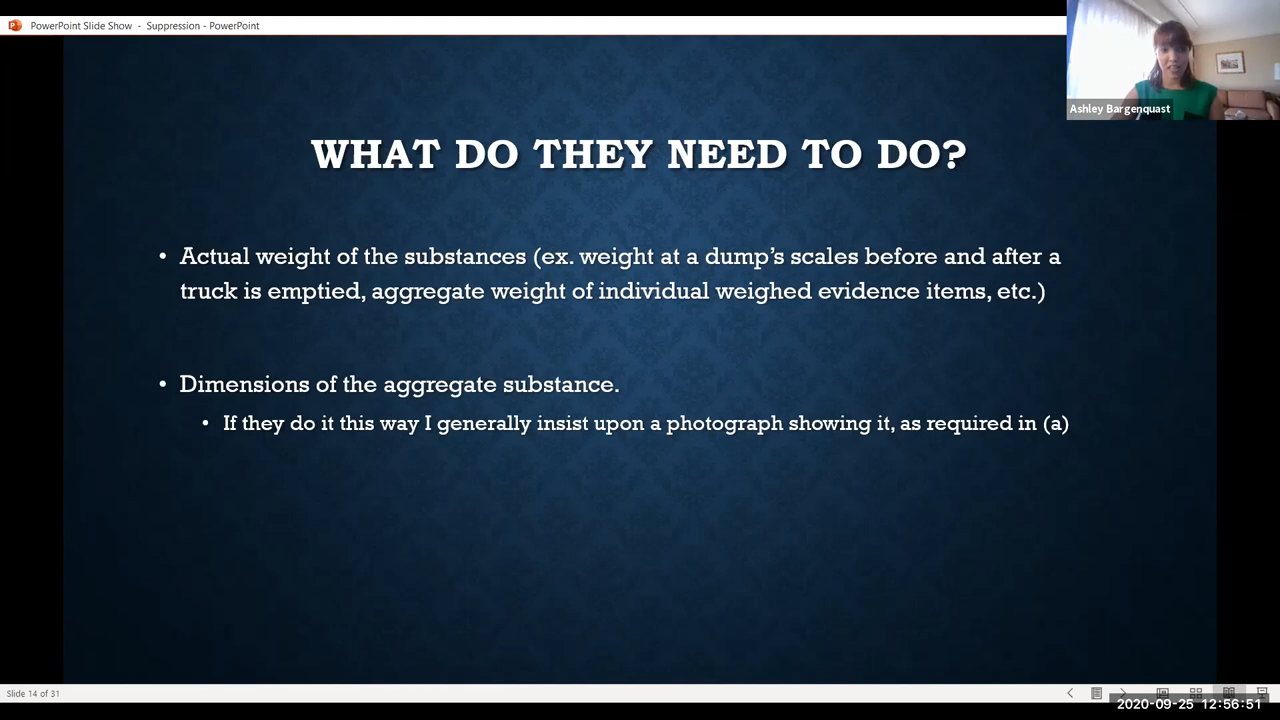 PowerPoint Slide Show - Suppression - PowerPoint
Ashley Bargenquast
WHAT DO THEY NEED TO DO?
• Actual weight of the substances (ex. weight at a dump’s scales before and after a
truck is emptied, aggregate weight of individual weighed evidence items, etc.)
• Dimensions of the aggregate substance.
• If they do it this way I generally insist upon a photograph showing it, as required in (a)
Slide 14 of 31
2020-09-25 12:56:51